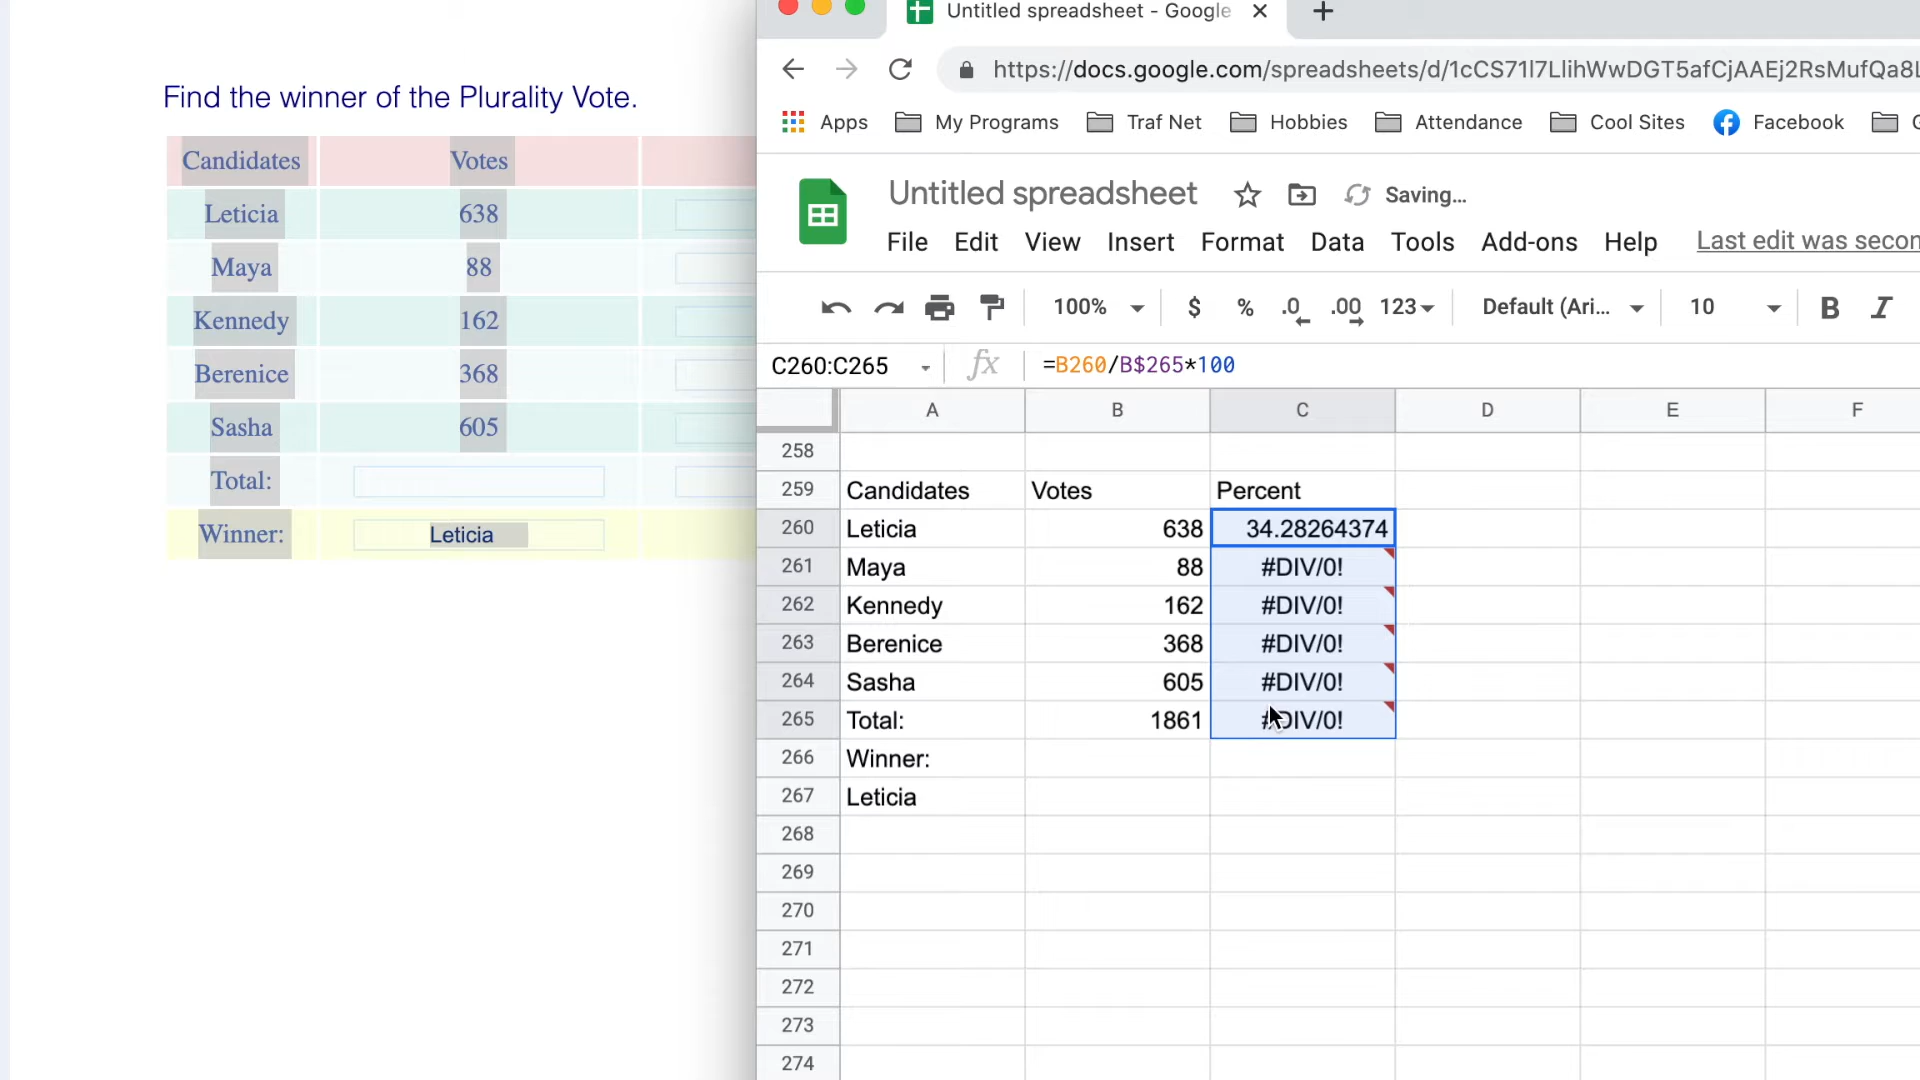 Find the winner of the Plurality Vote.
Candidates Votes
Leticia 638
Maya 88
Kennedy 162
Berenice 368
Sasha 605
Total:
Winner: Leticia
Untitled spreadsheet - Google
https://docs.google.com/spreadsheets/d/1cCS71I7LlihWwDGT5afCjAAEj2RsMufQa8L
Apps My Programs Traf Net Hobbies Attendance Cool Sites Facebook
Untitled spreadsheet Saving...
File Edit View Insert Format Data Tools Add-ons Help Last edit was secon
100% $ % .0 .00 123 Default (Ari... 10 B I
C260:C265 fx =B260/B$265*100
A B C D E F
258
259 Candidates Votes Percent
260 Leticia 638 34.28264374
261 Maya 88 #DIV/0!
262 Kennedy 162 #DIV/0!
263 Berenice 368 #DIV/0!
264 Sasha 605 #DIV/0!
265 Total: 1861 #DIV/0!
266 Winner:
267 Leticia
268
269
270
271
272
273
274